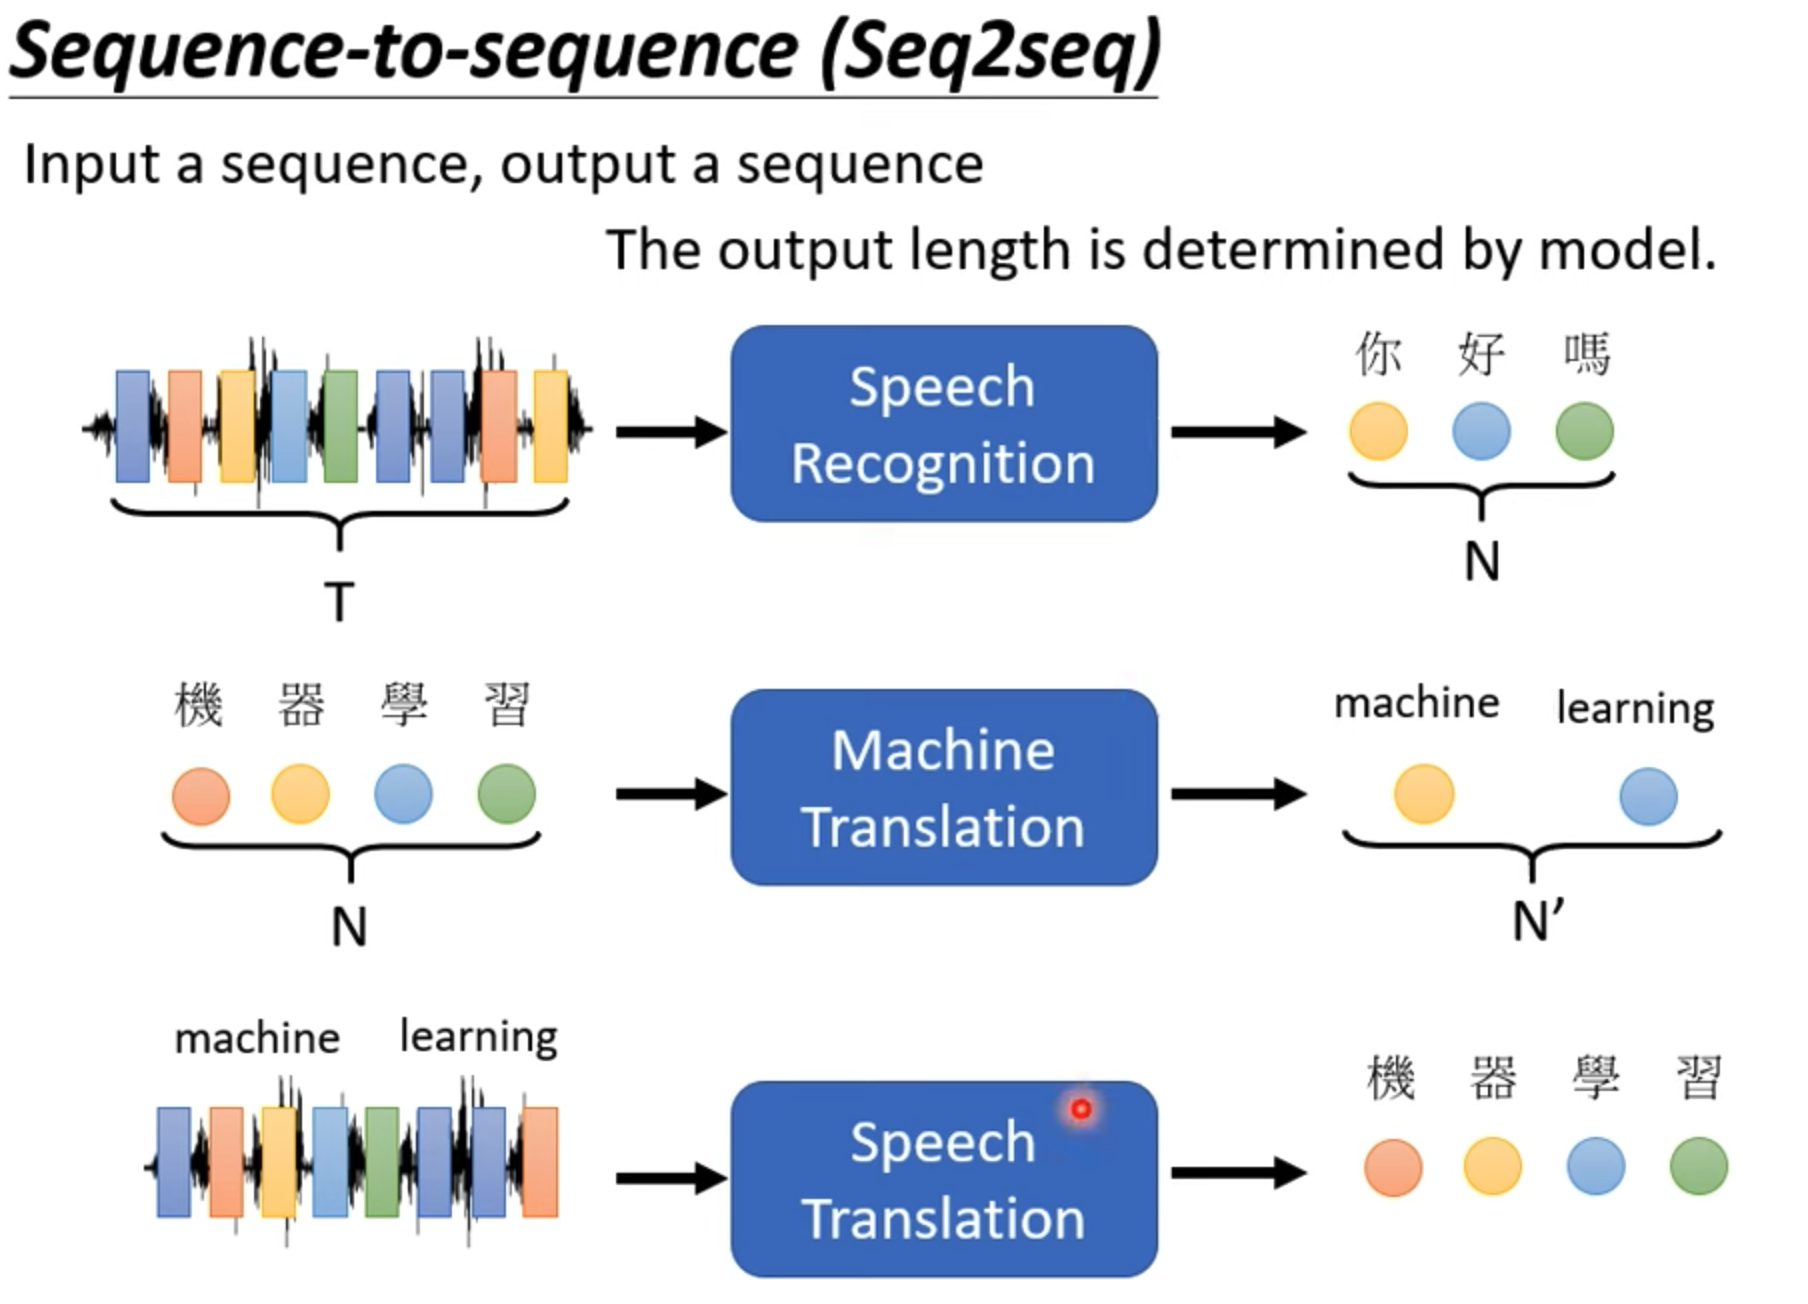 Sequence-to-sequence (Seq2seq)
Input a sequence, output a sequence
The output length is determined by model.
Speech
Recognition
你 好 嗎
T
N
機 器 學 習
Machine
Translation
machine learning
N
N’
machine learning
Speech
Translation
機 器 學 習